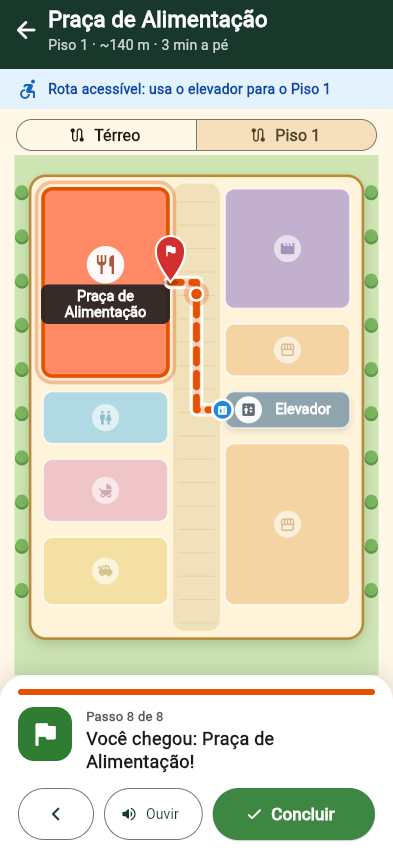 Praça de Alimentação
Piso 1 · ~140 m · 3 min a pé
Rota acessível: usa o elevador para o Piso 1
Térreo
Piso 1
Praça de
Alimentação
Elevador
Passo 8 de 8
Você chegou: Praça de
Alimentação!
Ouvir
Concluir